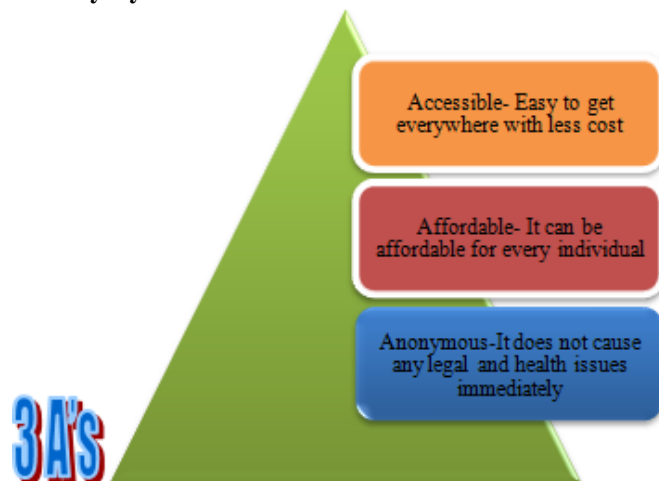 Accessible- Easy to get
everywhere with less cost
Affordable- It can be
affordable for every individual
Anonymous-It does not cause
any legal and health issues
immediately
3 A's